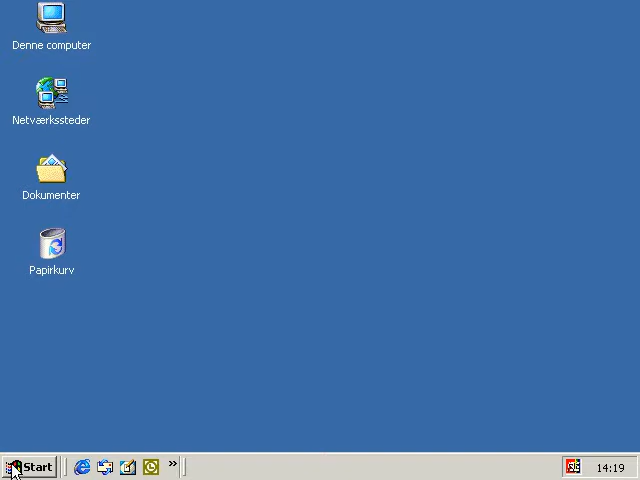 Denne computer
Netværkssteder
Dokumenter
Papirkurv
Start
»
14:19